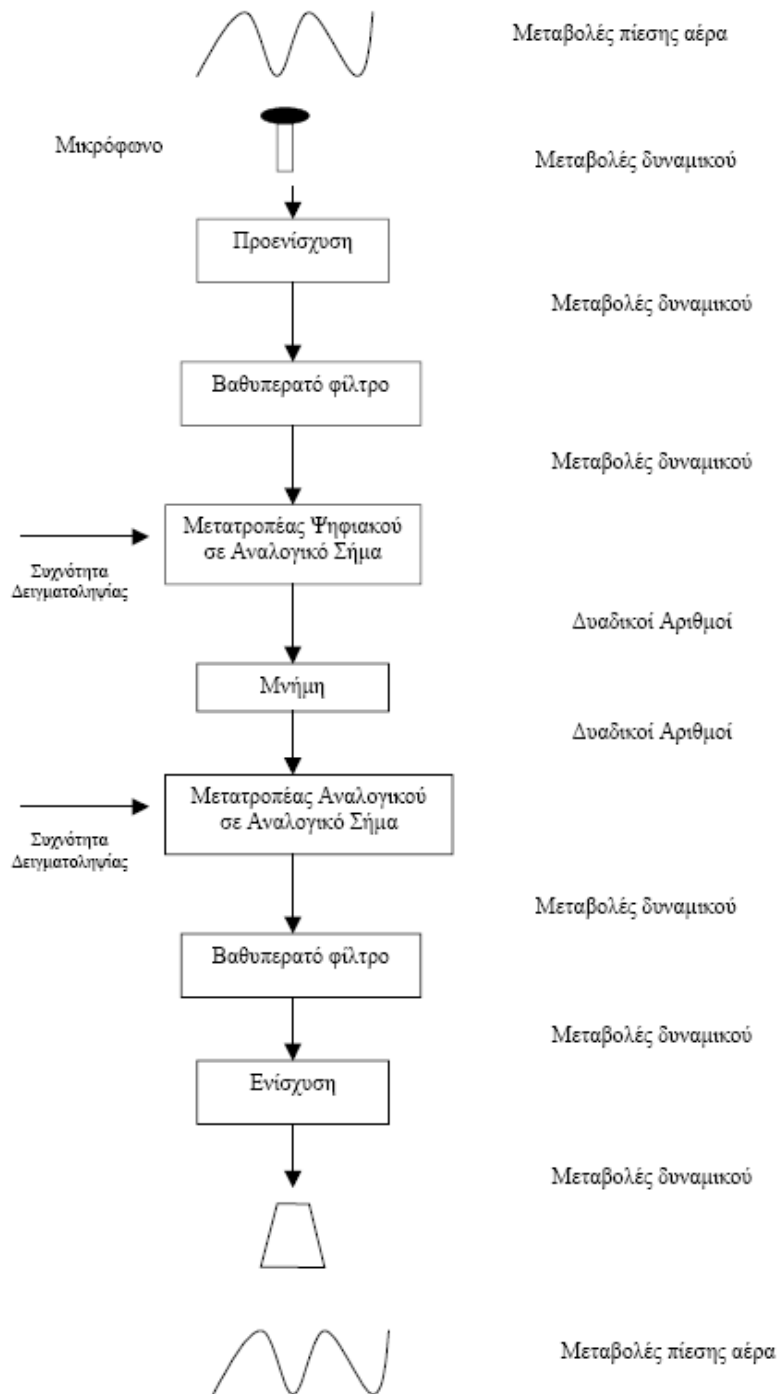 Μεταβολές πίεσης αέρα
Μικρόφωνο
Μεταβολές δυναμικού
Προενίσχυση
Μεταβολές δυναμικού
Βαθυπερατό φίλτρο
Μεταβολές δυναμικού
Μετατροπέας Ψηφιακού
σε Αναλογικό Σήμα
Συχνότητα
Δειγματοληψίας
Δυαδικοί Αριθμοί
Μνήμη
Δυαδικοί Αριθμοί
Μετατροπέας Αναλογικού
σε Αναλογικό Σήμα
Συχνότητα
Δειγματοληψίας
Μεταβολές δυναμικού
Βαθυπερατό φίλτρο
Μεταβολές δυναμικού
Ενίσχυση
Μεταβολές δυναμικού
Μεταβολές πίεσης αέρα